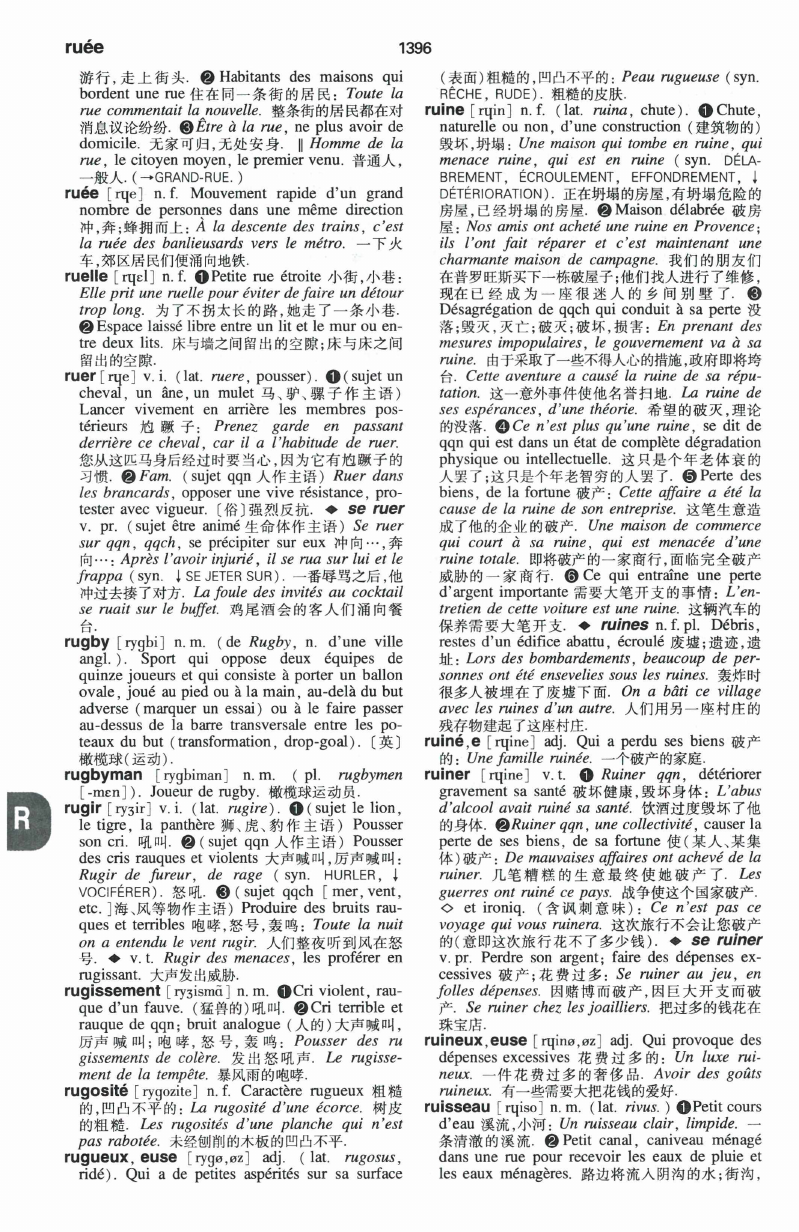 ruée
1396
游行,走上街头. ❷ Habitants des maisons qui
bordent une rue 住在同一条街的居民: Toute la
rue commentait la nouvelle. 整条街的居民都在对
消息议论纷纷. ❸ Être à la rue, ne plus avoir de
domicile. 无家可归,无处安身. ‖ Homme de la
rue, le citoyen moyen, le premier venu. 普通人,
一般人. (→GRAND-RUE. )
ruée [rɥe] n. f. Mouvement rapide d'un grand
nombre de personnes dans une même direction
冲,奔;蜂拥而上: À la descente des trains, c'est
la ruée des banlieusards vers le métro. 一下火
车,郊区居民们便涌向地铁.
ruelle [rɥɛl] n. f. ❶Petite rue étroite 小街,小巷:
Elle prit une ruelle pour éviter de faire un détour
trop long. 为了不拐太长的路,她走了一条小巷.
❷Espace laissé libre entre un lit et le mur ou en-
tre deux lits. 床与墙之间留出的空隙;床与床之间
留出的空隙.
ruer [rɥe] v. i. (lat. ruere, pousser). ❶(sujet un
cheval, un âne,un mulet 马、驴、骡子作主语)
Lancer vivement en arrière les membres pos-
térieurs 尥蹶子: Prenez garde en passant
derrière ce cheval, car il a l'habitude de ruer.
您从这匹马身后经过时要当心,因为它有尥蹶子的
习惯. ❷ Fam. (sujet qqn 人作主语) Ruer dans
les brancards, opposer une vive résistance, pro-
tester avec vigueur. 〔俗〕强烈反抗. ◆ se ruer
v. pr. (sujet être animé 生命体作主语) Se ruer
sur qqn, qqch, se précipiter sur eux 冲向…,奔
向…: Après l'avoir injurié, il se rua sur lui et le
frappa (syn. ↓SE JETER SUR). 一番辱骂之后,他
冲过去揍了对方. La foule des invités au cocktail
se ruait sur le buffet. 鸡尾酒会的客人们涌向餐
台.
rugby [rygbi] n. m. (de Rugby, n. d'une ville
angl.). Sport qui oppose deux équipes de
quinze joueurs et qui consiste à porter un ballon
ovale, joué au pied ou à la main, au-delà du but
adverse (marquer un essai) ou à le faire passer
au-dessus de la barre transversale entre les po-
teaux du but (transformation, drop-goal). 〔英〕
橄榄球(运动).
rugbyman [rygbiman] n. m. ( pl. rugbymen
[-mɛn]). Joueur de rugby. 橄榄球运动员.
rugir [ryʒir] v. i. (lat. rugire). ❶(sujet le lion,
le tigre, la panthère 狮、虎、豹作主语) Pousser
son cri. 吼叫. ❷ (sujet qqn 人作主语) Pousser
des cris rauques et violents 大声喊叫,厉声喊叫:
Rugir de fureur, de rage (syn. HURLER, ↓
VOCIFÉRER). 怒吼. ❸ (sujet qqch [mer, vent,
etc. ]海、风等物作主语) Produire des bruits rau-
ques et terribles 咆哮,怒号,轰鸣: Toute la nuit
on a entendu le vent rugir. 人们整夜听到风在怒
号. ◆ v. t. Rugir des menaces, les proférer en
rugissant. 大声发出威胁.
rugissement [ryʒismɑ̃] n. m. ❶Cri violent, rau-
que d'un fauve. (猛兽的)吼叫. ❷Cri terrible et
rauque de qqn; bruit analogue (人的)大声喊叫,
厉声喊叫;咆哮,怒号,轰鸣: Pousser des ru
gissements de colère. 发出怒吼声. Le rugisse-
ment de la tempête. 暴风雨的咆哮.
rugosité [rygozite] n. f. Caractère rugueux 粗糙
的,凹凸不平的: La rugosité d'une écorce. 树皮
的粗糙. Les rugosités d'une planche qui n'est
pas rabotée. 未经刨削的木板的凹凸不平.
rugueux, euse [rygø,øz] adj. (lat. rugosus,
ridé). Qui a de petites aspérités sur sa surface
R
(表面)粗糙的,凹凸不平的: Peau rugueuse (syn.
RÊCHE, RUDE). 粗糙的皮肤.
ruine [rɥin] n. f. (lat. ruina, chute). ❶Chute,
naturelle ou non, d'une construction (建筑物的)
毁坏,坍塌: Une maison qui tombe en ruine, qui
menace ruine, qui est en ruine (syn. DÉLA-
BREMENT, ÉCROULEMENT, EFFONDREMENT, ↓
DÉTÉRIORATION). 正在坍塌的房屋,有坍塌危险的
房屋,已经坍塌的房屋. ❷Maison délabrée 破房
屋: Nos amis ont acheté une ruine en Provence;
ils l'ont fait réparer et c'est maintenant une
charmante maison de campagne. 我们的朋友们
在普罗旺斯买下一栋破屋子;他们找人进行了维修,
现在已经成为一座很迷人的乡间别墅了. ❸
Désagrégation de qqch qui conduit à sa perte 没
落;毁灭,灭亡;破灭;破坏,损害: En prenant des
mesures impopulaires, le gouvernement va à sa
ruine. 由于采取了一些不得人心的措施,政府即将垮
台. Cette aventure a causé la ruine de sa répu-
tation. 这一意外事件使他名誉扫地. La ruine de
ses espérances, d'une théorie. 希望的破灭,理论
的没落. ❹Ce n'est plus qu'une ruine, se dit de
qqn qui est dans un état de complète dégradation
physique ou intellectuelle. 这只是个年老体衰的
人罢了;这只是个年老智穷的人罢了. ❺Perte des
biens, de la fortune 破产: Cette affaire a été la
cause de la ruine de son entreprise. 这笔生意造
成了他的企业的破产. Une maison de commerce
qui court à sa ruine, qui est menacée d'une
ruine totale. 即将破产的一家商行,面临完全破产
威胁的一家商行. ❻ Ce qui entraîne une perte
d'argent importante 需要大笔开支的事情: L'en-
tretien de cette voiture est une ruine. 这辆汽车的
保养需要大笔开支. ◆ ruines n. f. pl. Débris,
restes d'un édifice abattu, écroulé 废墟;遗迹,遗
址: Lors des bombardements, beaucoup de per-
sonnes ont été ensevelies sous les ruines. 轰炸时
很多人被埋在了废墟下面. On a bâti ce village
avec les ruines d'un autre. 人们用另一座村庄的
残存物建起了这座村庄.
ruiné,e [rɥine] adj. Qui a perdu ses biens 破产
的: Une famille ruinée. 一个破产的家庭.
ruiner [rɥine] v. t. ❶ Ruiner qqn, détériorer
gravement sa santé 破坏健康,毁坏身体: L'abus
d'alcool avait ruiné sa santé. 饮酒过度毁坏了他
的身体. ❷Ruiner qqn, une collectivité, causer la
perte de ses biens, de sa fortune 使(某人、某集
体)破产: De mauvaises affaires ont achevé de la
ruiner. 几笔糟糕的生意最终使她破产了. Les
guerres ont ruiné ce pays. 战争使这个国家破产.
◇ et ironiq. (含讽刺意味): Ce n'est pas ce
voyage qui vous ruinera. 这次旅行不会让您破产
的(意即这次旅行花不了多少钱). ◆ se ruiner
v. pr. Perdre son argent; faire des dépenses ex-
cessives 破产;花费过多: Se ruiner au jeu, en
folles dépenses. 因赌博而破产,因巨大开支而破
产. Se ruiner chez les joailliers. 把过多的钱花在
珠宝店.
ruineux,euse [rɥinø,øz] adj. Qui provoque des
dépenses excessives 花费过多的: Un luxe rui-
neux. 一件花费过多的奢侈品. Avoir des goûts
ruineux. 有一些需要大把花钱的爱好.
ruisseau [rɥiso] n. m. (lat. rivus. ) ❶Petit cours
d'eau 溪流,小河: Un ruisseau clair, limpide. 一
条清澈的溪流. ❷ Petit canal, caniveau ménagé
dans une rue pour recevoir les eaux de pluie et
les eaux ménagères. 路边将流入阴沟的水;街沟,